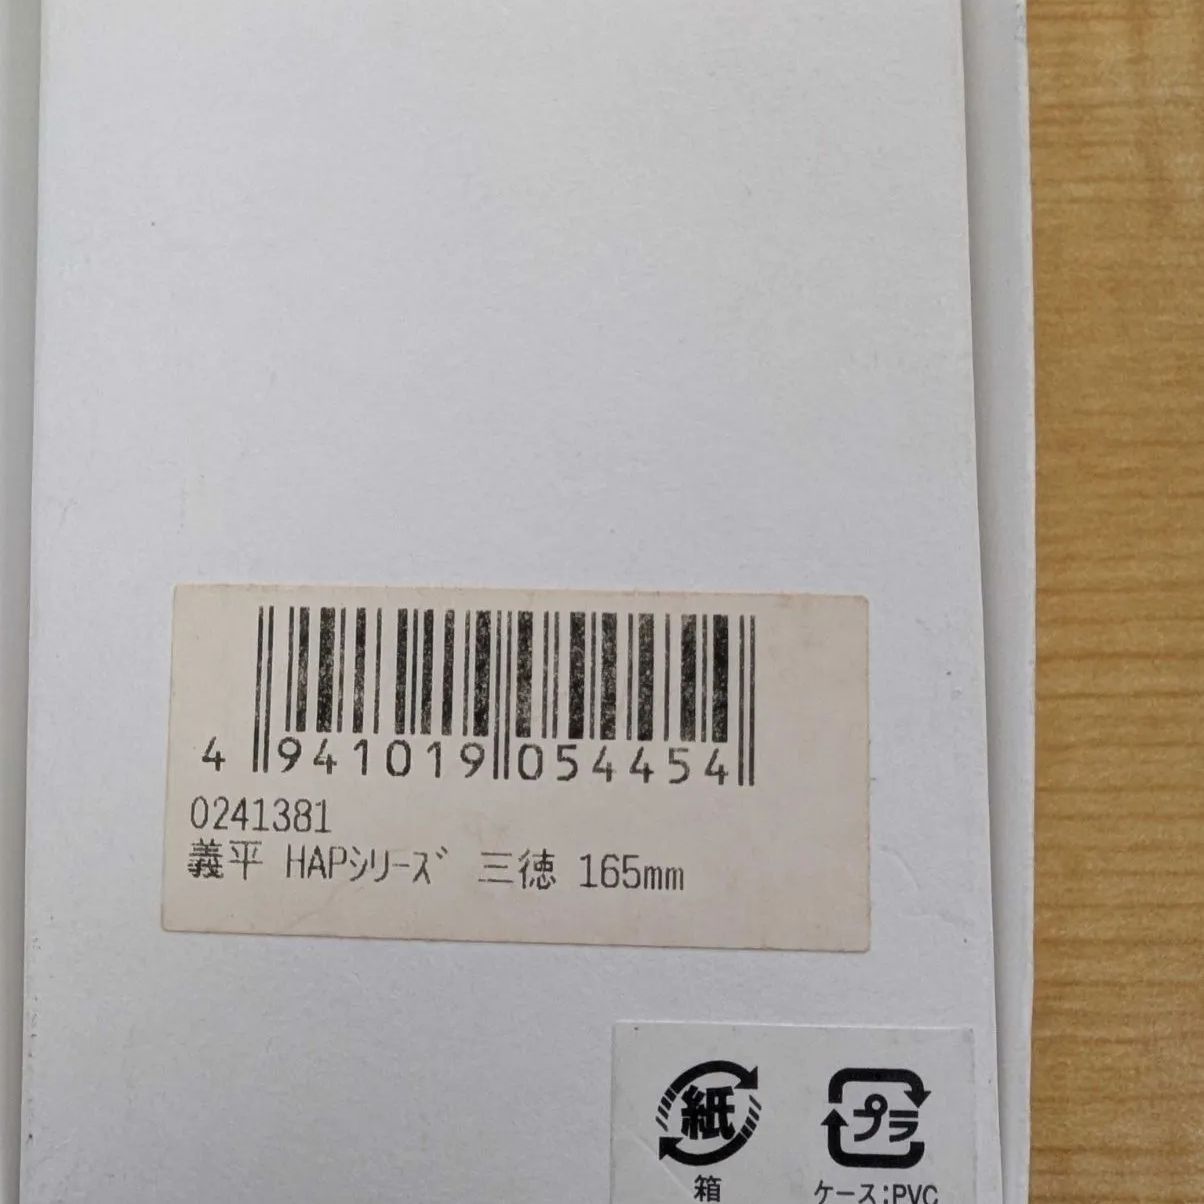 4 941019 054454
0241381
義平 HAPシリーズ 三徳 165mm
紙 プラ
箱 ケース:PVC